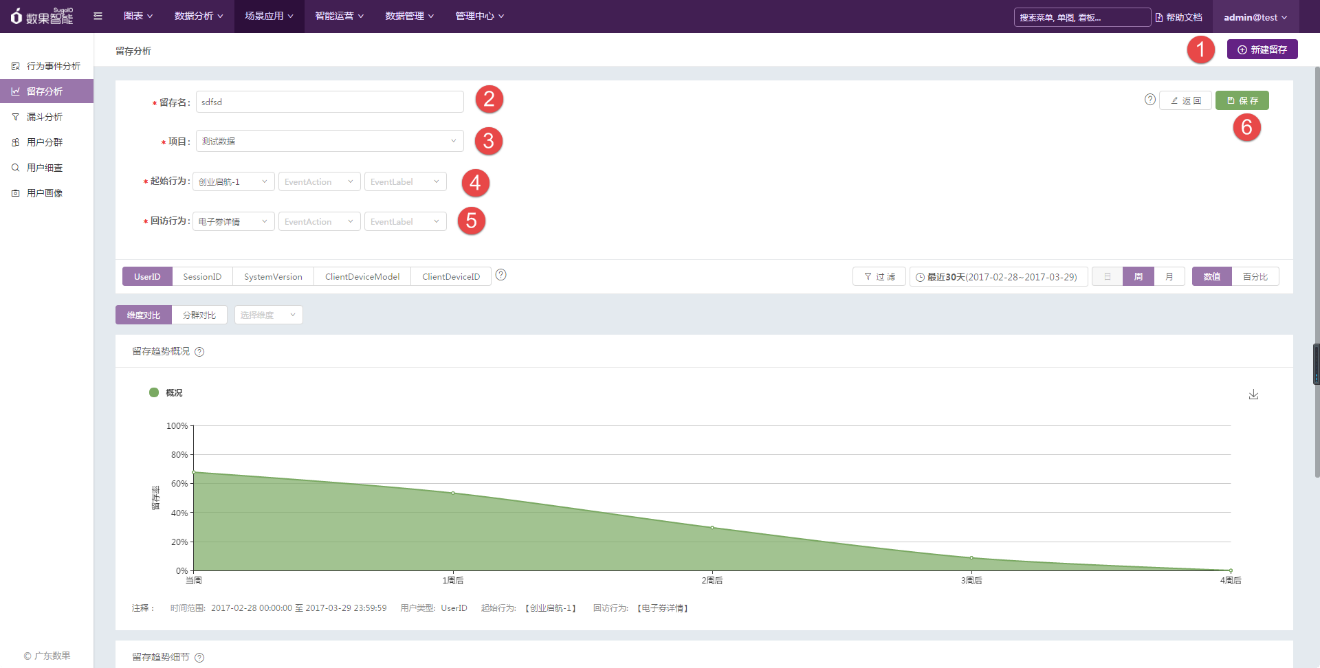 SugoIO
数果智能
图表
数据分析
场景应用
智能运营
数据管理
管理中心
搜索菜单, 单图, 看板...
帮助文档
admin@test
行为事件分析
留存分析
漏斗分析
用户分群
用户细查
用户画像
© 广东数果
留存分析
1
新建留存
* 留存名: sdfsd
2
返回
保存
6
* 项目: 测试数据
3
* 起始行为: 创业启航-1 EventAction EventLabel
4
* 回访行为: 电子券详情 EventAction EventLabel
5
UserID SessionID SystemVersion ClientDeviceModel ClientDeviceID
过滤
最近30天(2017-02-28~2017-03-29)
日 周 月
数值 百分比
维度对比 分群对比 选择维度
留存趋势概况
概况
100%
80%
60%
40%
20%
0%
留存率
当周 1周后 2周后 3周后 4周后
注释： 时间范围: 2017-02-28 00:00:00 至 2017-03-29 23:59:59 用户类型: UserID 起始行为: 【创业启航-1】 回访行为: 【电子券详情】
留存趋势细节